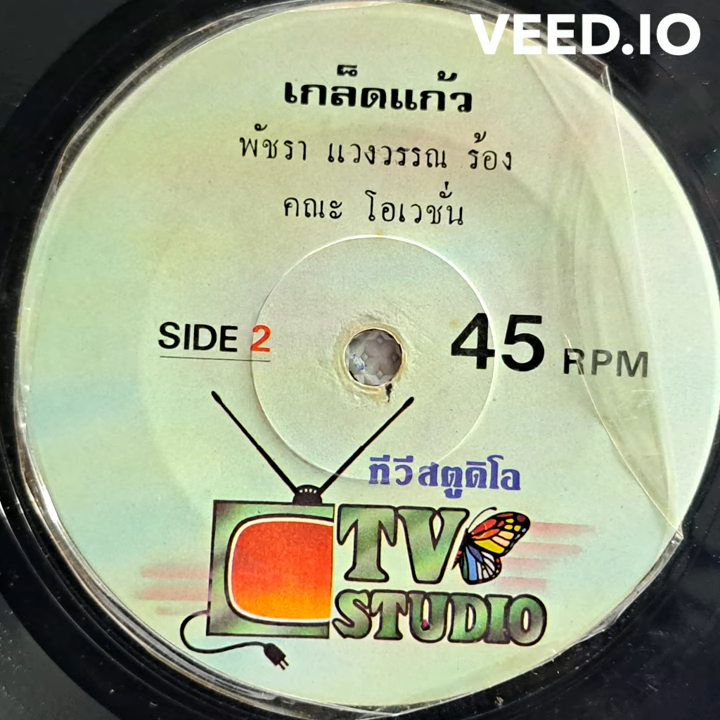 VEED.IO
เกล็ดแก้ว
พัชรา แวงวรรณ ร้อง
คณะ โอเวชั่น
SIDE 2
45 RPM
ทีวีสตูดิโอ
TV
STUDIO